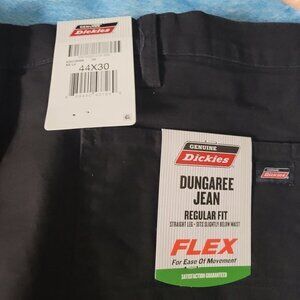 GENUINE
Dickies
44X30
GENUINE
Dickies
DUNGAREE
JEAN
REGULAR FIT
STRAIGHT LEG • SITS SLIGHTLY BELOW WAIST
FLEX
For Ease Of Movement
SATISFACTION GUARANTEED
Dickies